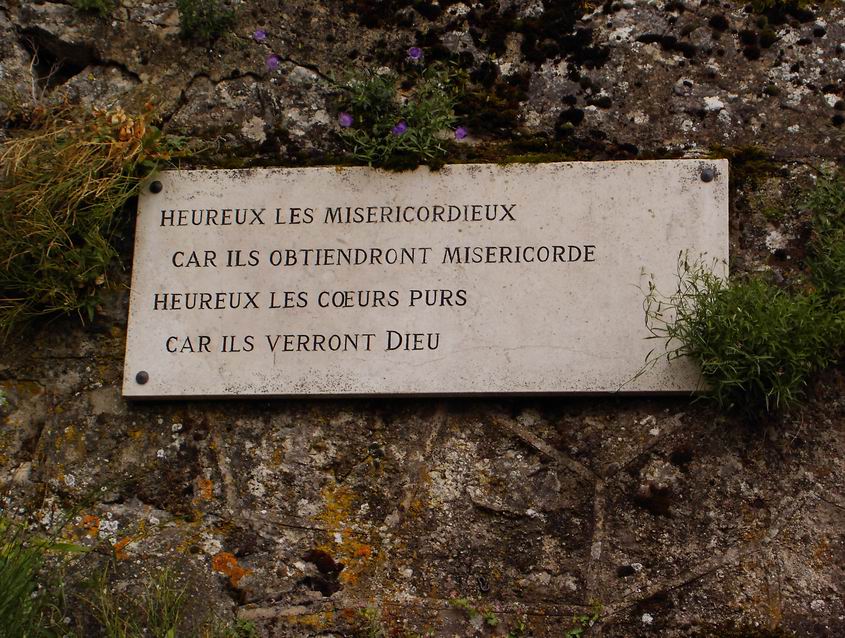 HEUREUX LES MISERICORDIEUX
CAR ILS OBTIENDRONT MISERICORDE
HEUREUX LES CŒURS PURS
CAR ILS VERRONT DIEU